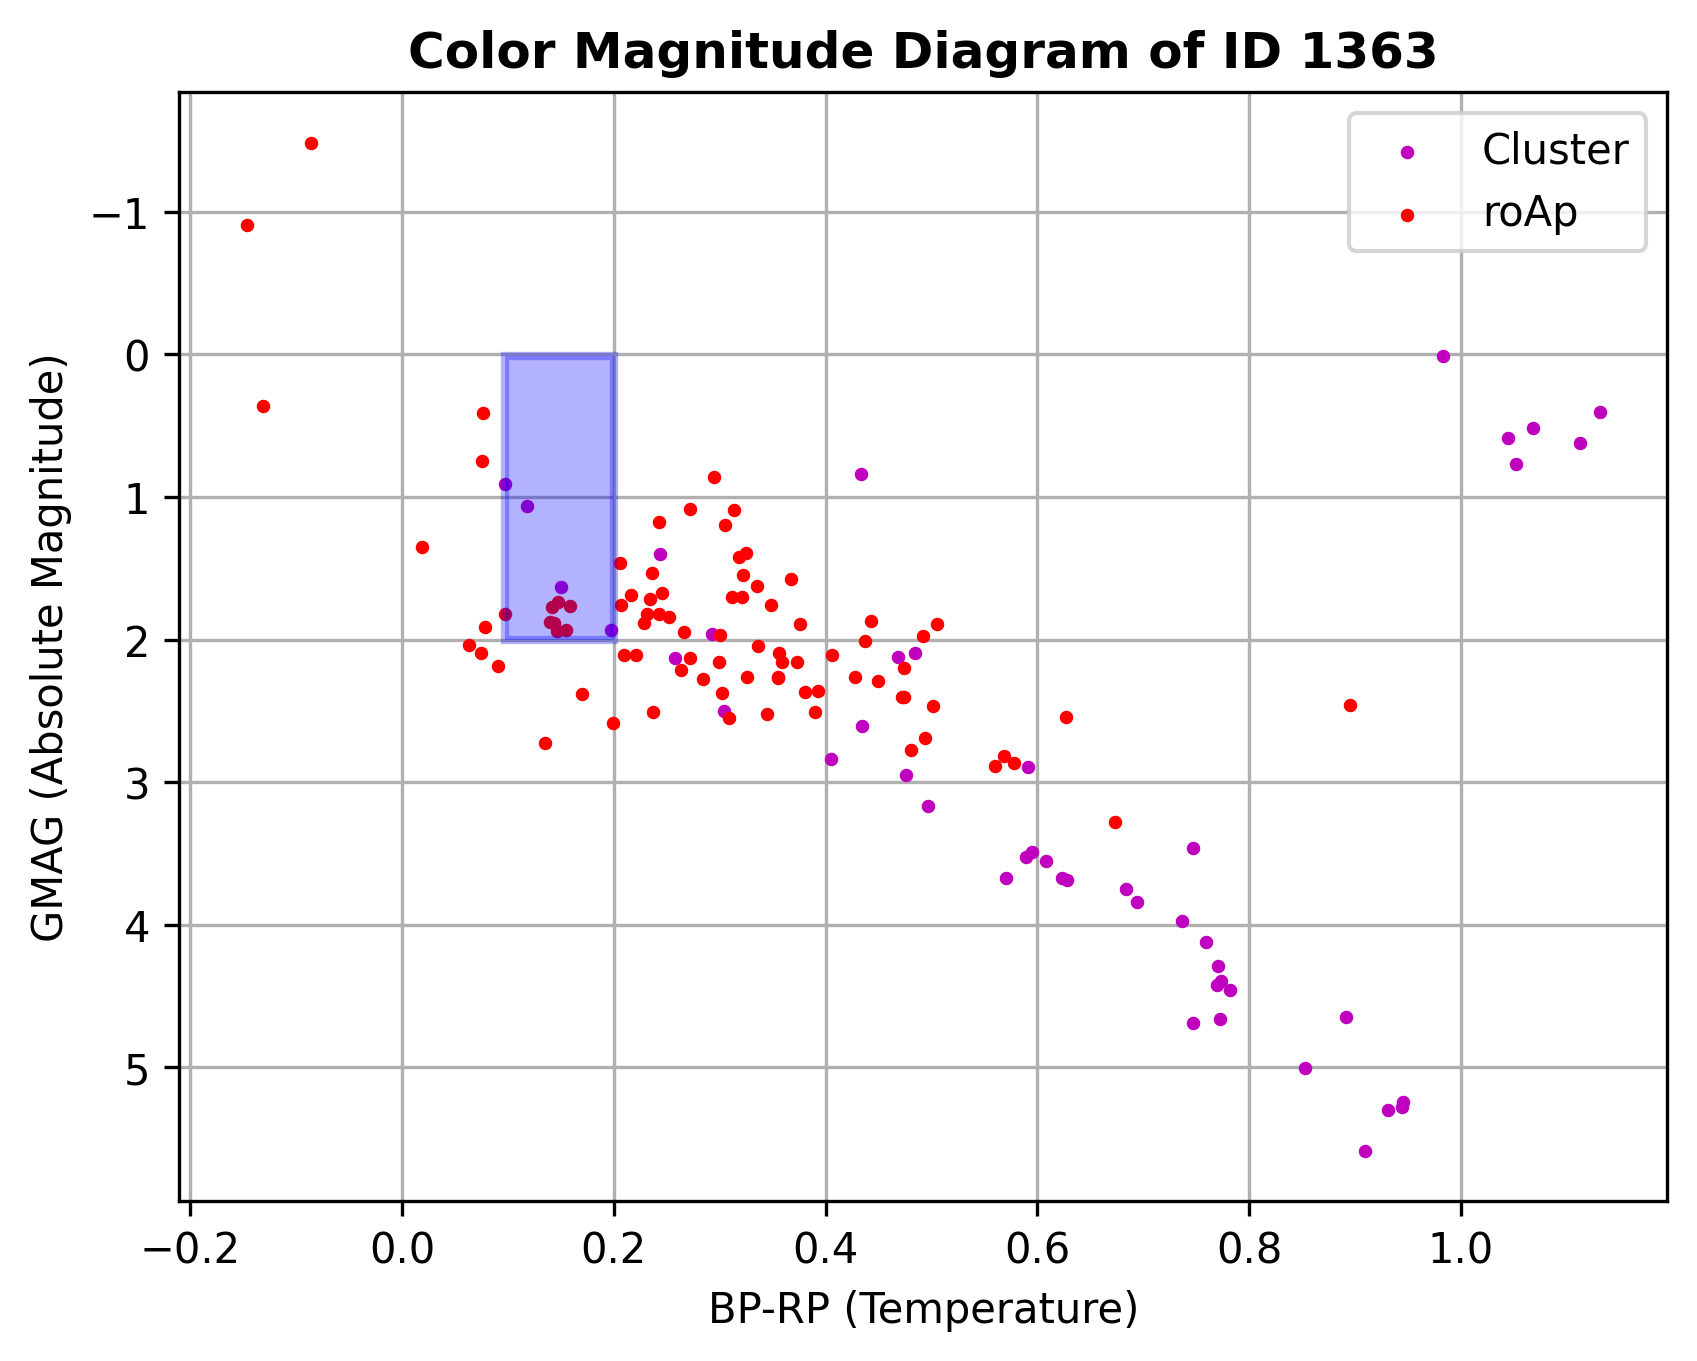 Color Magnitude Diagram of ID 1363
Cluster
roAp
GMAG (Absolute Magnitude)
−1
0
1
2
3
4
5
−0.2 0.0 0.2 0.4 0.6 0.8 1.0
BP-RP (Temperature)